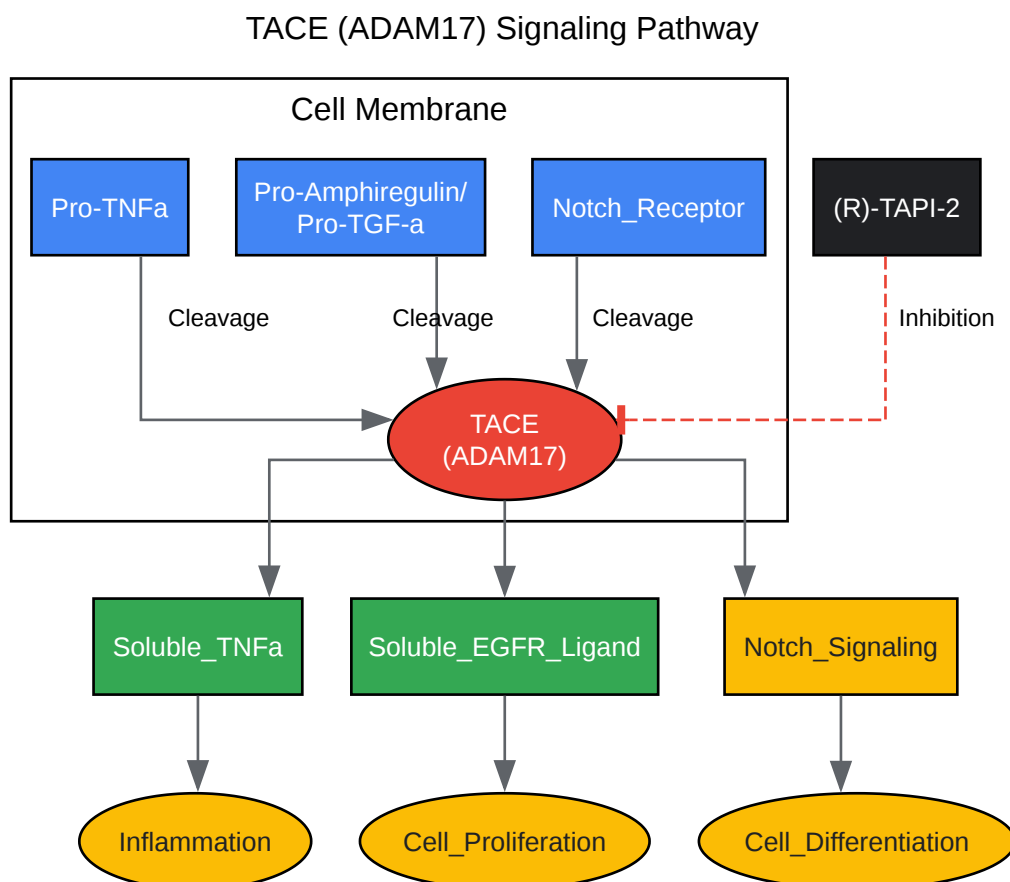 TACE (ADAM17) Signaling Pathway
Cell Membrane
Pro-TNFa
Pro-Amphiregulin/
Pro-TGF-a
Notch_Receptor
(R)-TAPI-2
Cleavage
Cleavage
Cleavage
Inhibition
TACE
(ADAM17)
Soluble_TNFa
Soluble_EGFR_Ligand
Notch_Signaling
Inflammation
Cell_Proliferation
Cell_Differentiation